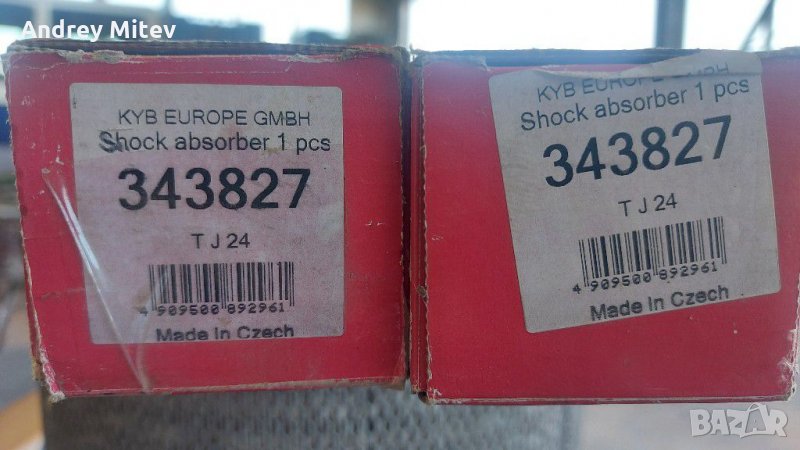 Andrey Mitev
KYB EUROPE GMBH
Shock absorber 1 pcs
343827
T J 24
4 909500 892961
Made in Czech
KYB EUROPE GMBH
Shock absorber 1 pcs
343827
T J 24
4 909500 892961
Made in Czech
BAZAR